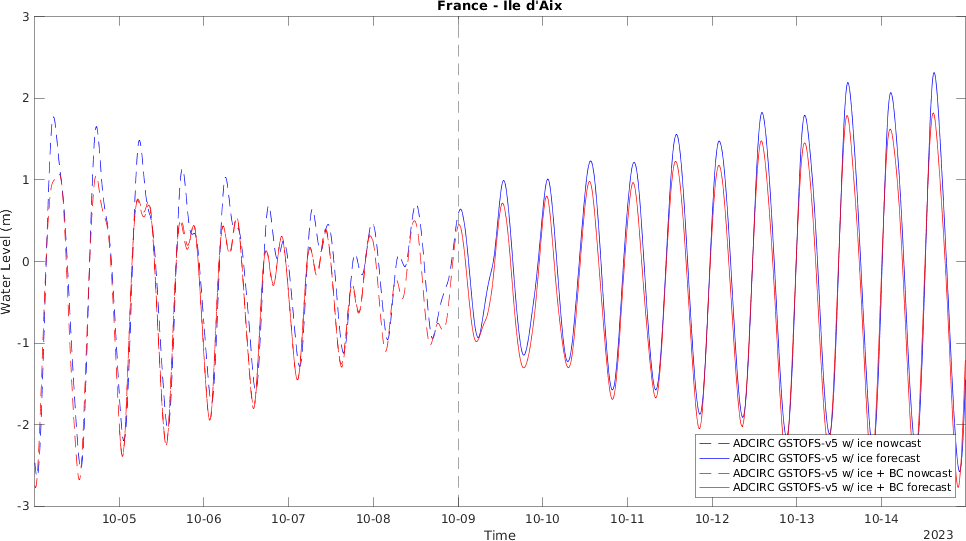 France - Ile d'Aix
3
2
1
0
-1
-2
-3
Water Level (m)
10-05 10-06 10-07 10-08 10-09 10-10 10-11 10-12 10-13 10-14
Time
2023
ADCIRC GSTOFS-v5 w/ ice nowcast
ADCIRC GSTOFS-v5 w/ ice forecast
ADCIRC GSTOFS-v5 w/ ice + BC nowcast
ADCIRC GSTOFS-v5 w/ ice + BC forecast